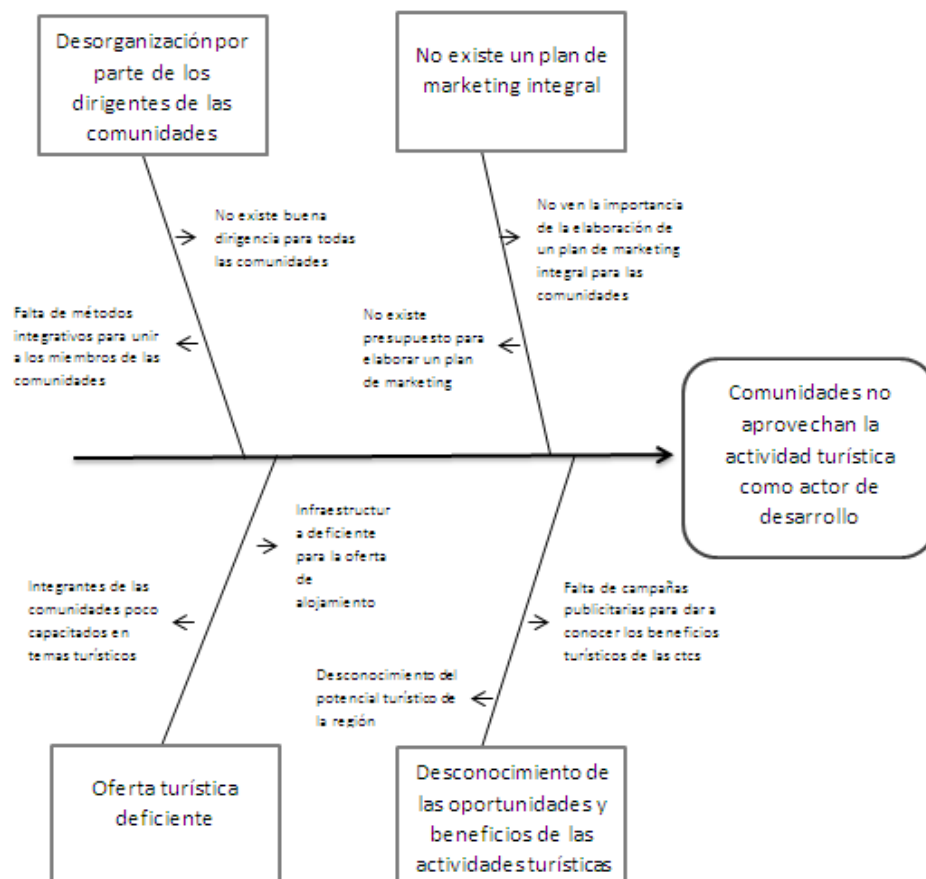 Desorganización por
parte de los
dirigentes de las
comunidades
No existe un plan de
marketing integral
No existe buena
dirigencia para todas
las comunidades
No ven la importancia
de la elaboración de
un plan de marketing
integral para las
comunidades
Falta de métodos
integrativos para unir
a los miembros de las
comunidades
No existe
presupuesto para
elaborar un plan
de marketing
Comunidades no
aprovechan la
actividad turística
como actor de
desarrollo
Infraestructur
a deficiente
para la oferta
de
alojamiento
Integrantes de las
comunidades poco
capacitados en
temas turísticos
Falta de campañas
publicitarias para dar a
conocer los beneficios
turísticos de las ctcs
Desconocimiento del
potencial turístico de
la región
Oferta turística
deficiente
Desconocimiento de
las oportunidades y
beneficios de las
actividades turísticas